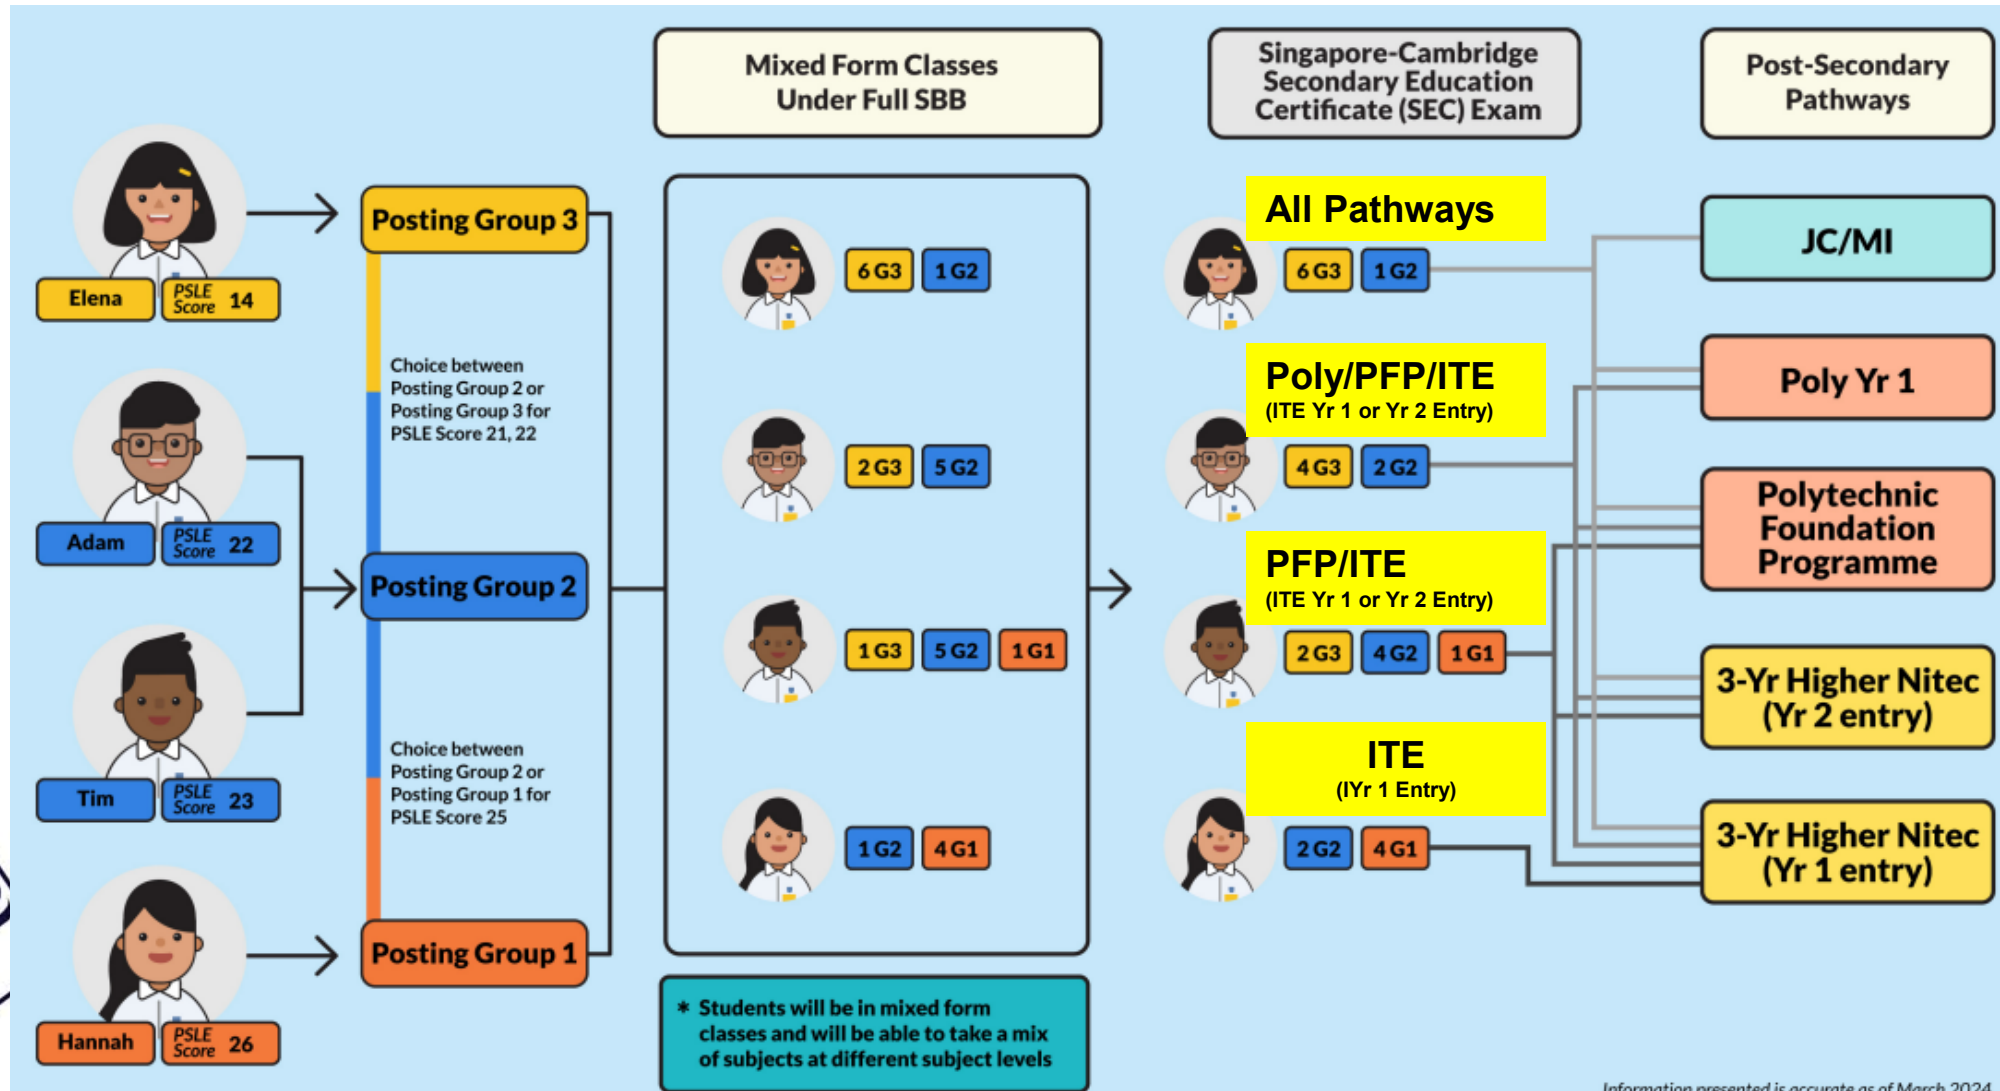 Mixed Form Classes
Under Full SBB
Singapore-Cambridge
Secondary Education
Certificate (SEC) Exam
Post-Secondary
Pathways
Elena
PSLE
Score 14
Adam
PSLE
Score 22
Tim
PSLE
Score 23
Hannah
PSLE
Score 26
Posting Group 3
Choice between
Posting Group 2 or
Posting Group 3 for
PSLE Score 21, 22
Posting Group 2
Choice between
Posting Group 2 or
Posting Group 1 for
PSLE Score 25
Posting Group 1
6 G3 1 G2
2 G3 5 G2
1 G3 5 G2 1 G1
1 G2 4 G1
* Students will be in mixed form
classes and will be able to take a mix
of subjects at different subject levels
All Pathways
6 G3 1 G2
Poly/PFP/ITE
(ITE Yr 1 or Yr 2 Entry)
4 G3 2 G2
PFP/ITE
(ITE Yr 1 or Yr 2 Entry)
2 G3 4 G2 1 G1
ITE
(IYr 1 Entry)
2 G2 4 G1
JC/MI
Poly Yr 1
Polytechnic
Foundation
Programme
3-Yr Higher Nitec
(Yr 2 entry)
3-Yr Higher Nitec
(Yr 1 entry)
Information presented is accurate as of March 2024